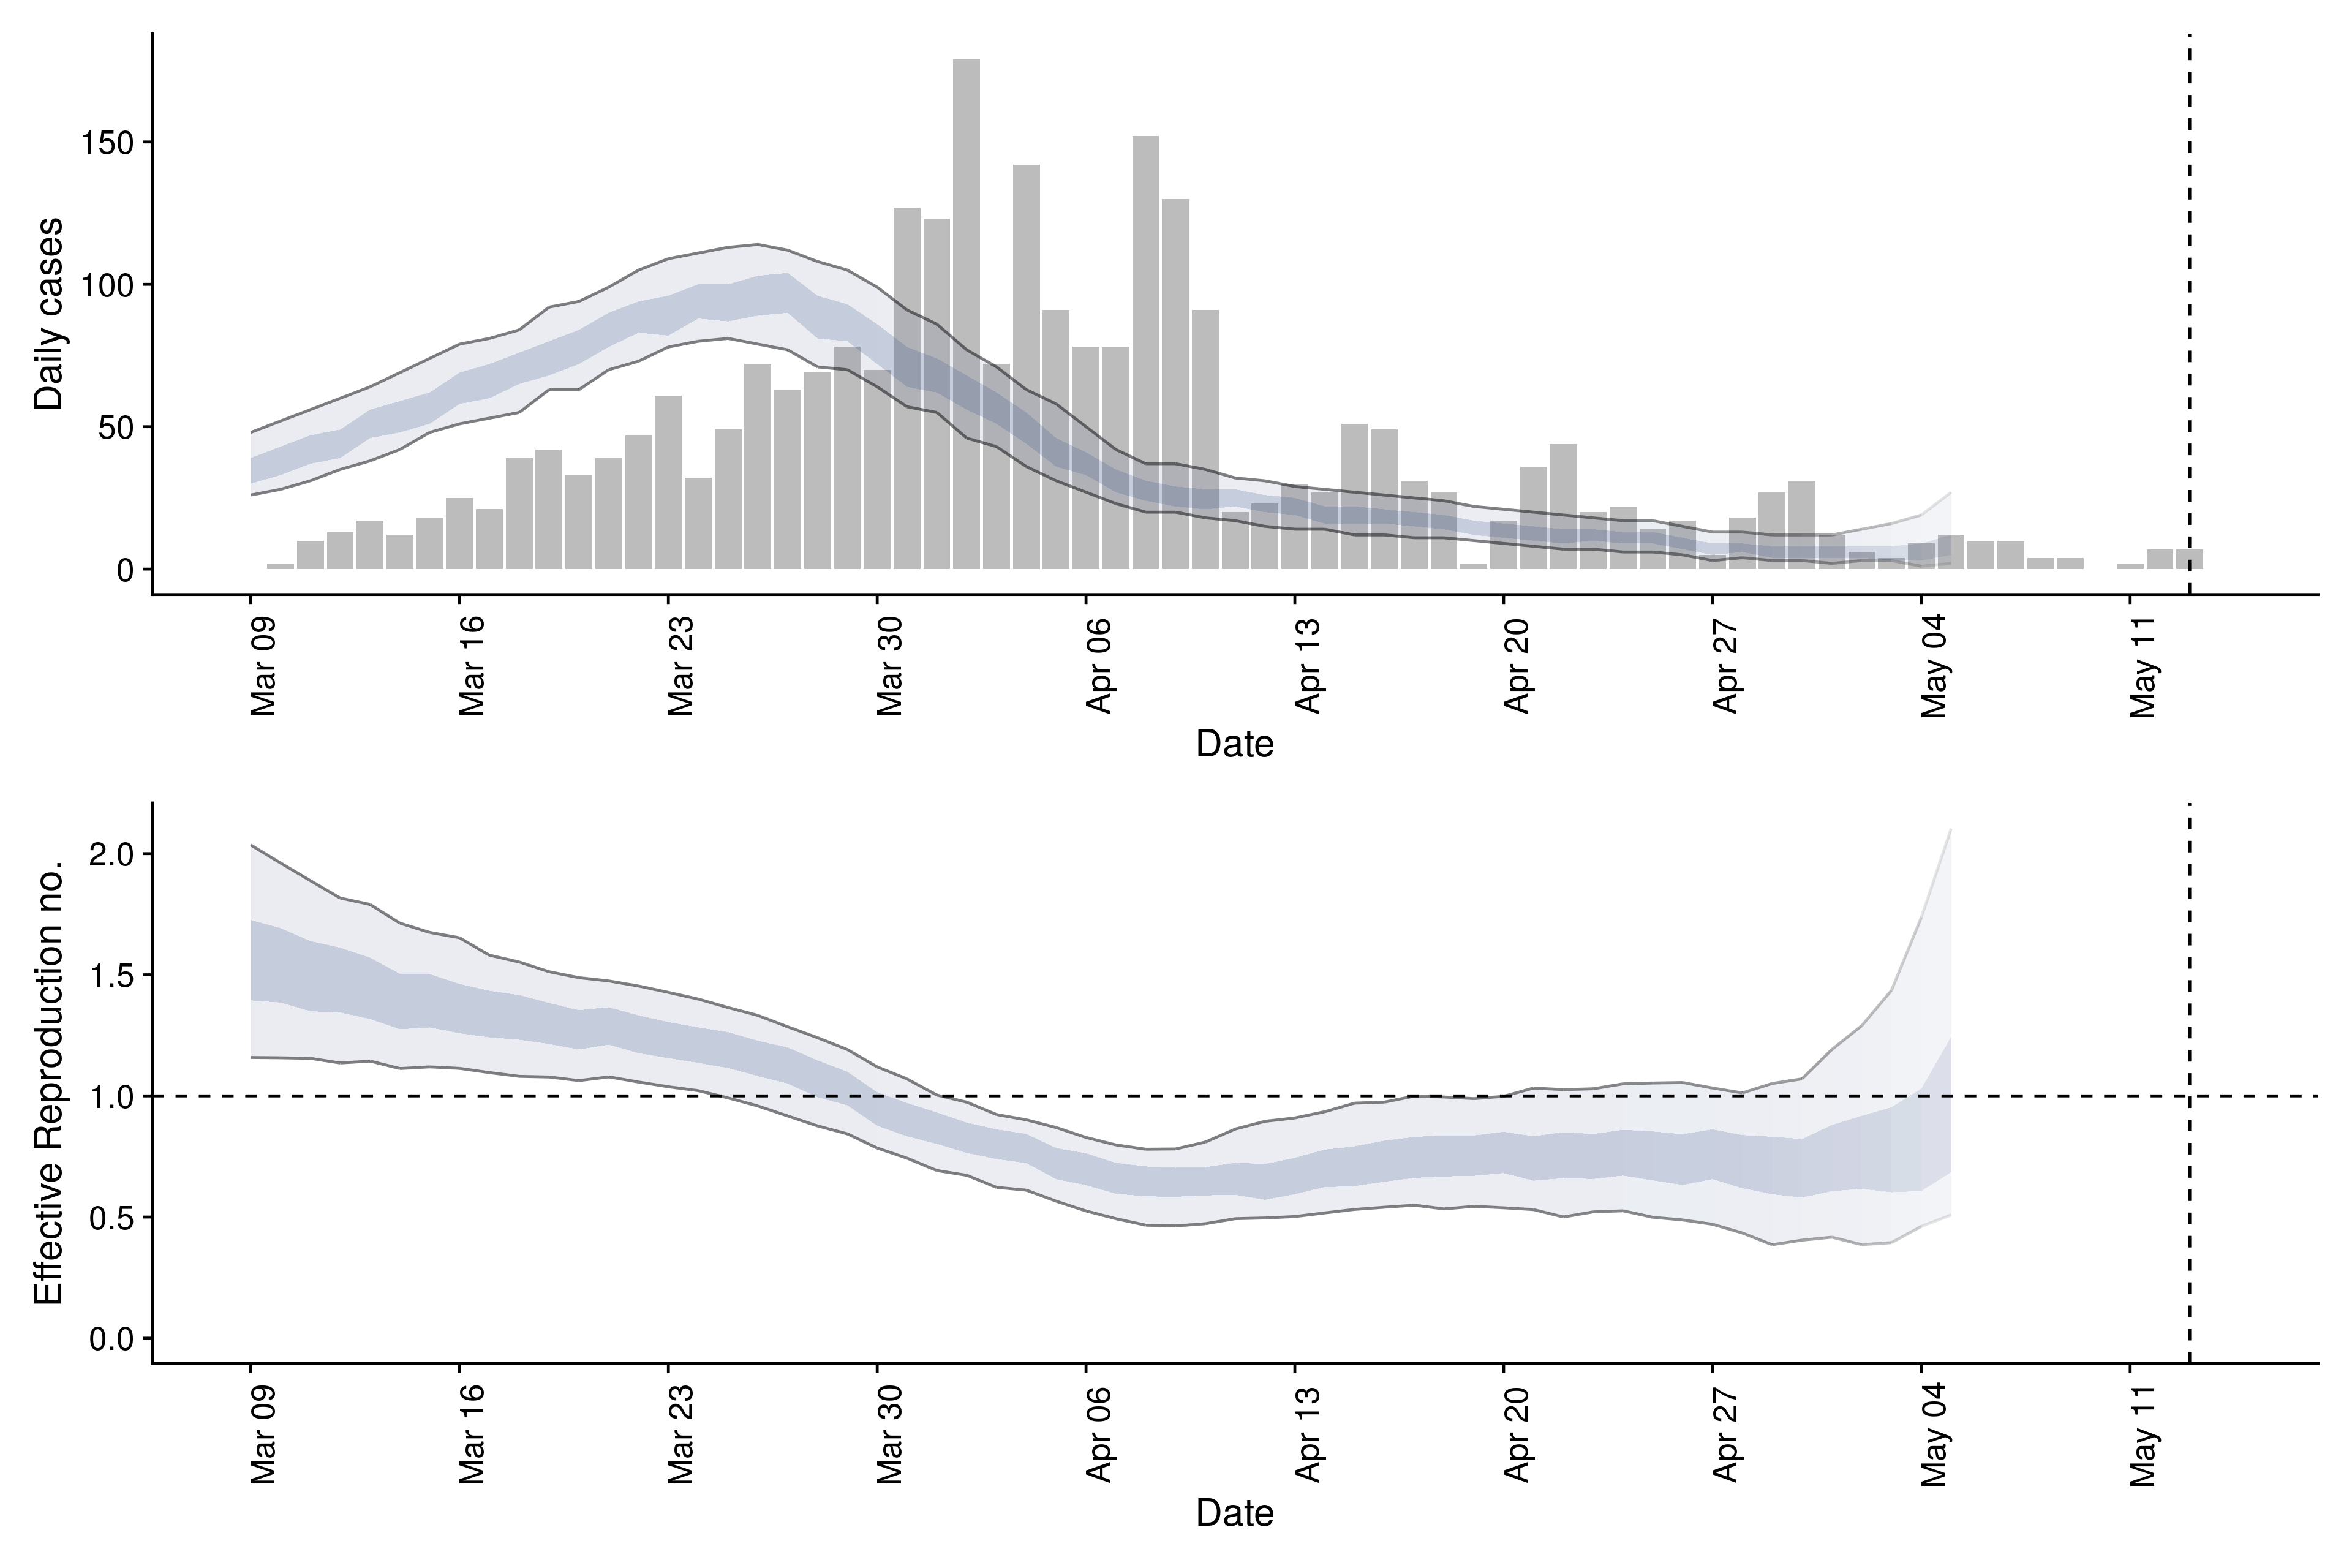 Daily cases
150
100
50
0
Mar 09
Mar 16
Mar 23
Mar 30
Apr 06
Apr 13
Apr 20
Apr 27
May 04
May 11
Date
Effective Reproduction no.
2.0
1.5
1.0
0.5
0.0
Mar 09
Mar 16
Mar 23
Mar 30
Apr 06
Apr 13
Apr 20
Apr 27
May 04
May 11
Date